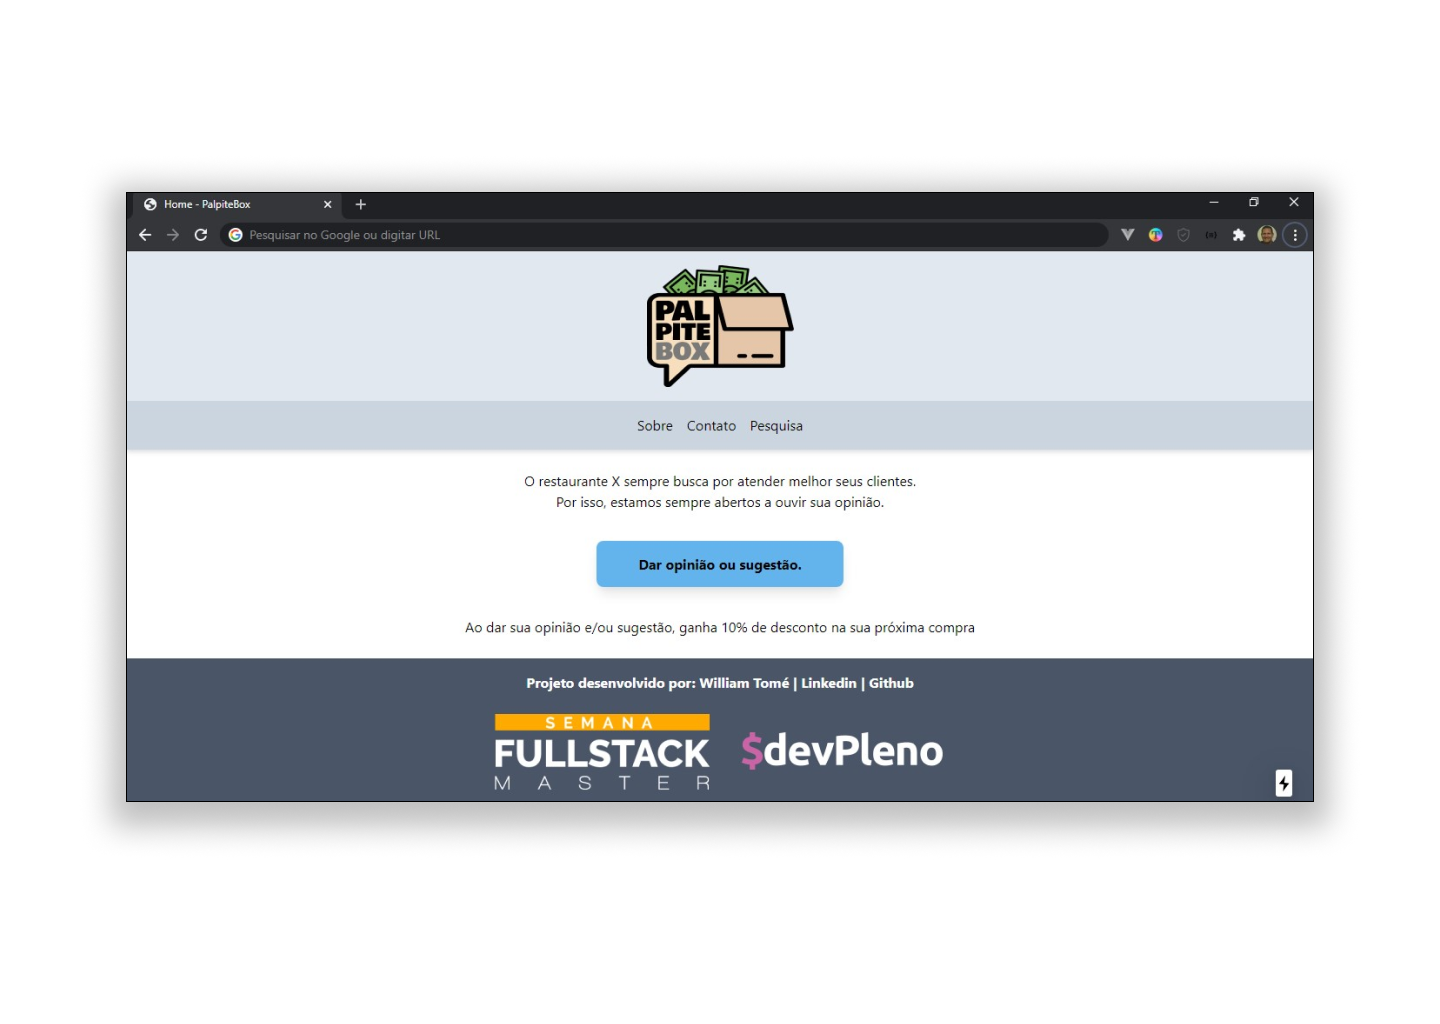 Home - PalpiteBox
Pesquisar no Google ou digitar URL
PAL
PITE
BOX
Sobre Contato Pesquisa
O restaurante X sempre busca por atender melhor seus clientes.
Por isso, estamos sempre abertos a ouvir sua opinião.
Dar opinião ou sugestão.
Ao dar sua opinião e/ou sugestão, ganha 10% de desconto na sua próxima compra
Projeto desenvolvido por: William Tomé | Linkedin | Github
SEMANA
FULLSTACK
MASTER
$devPleno